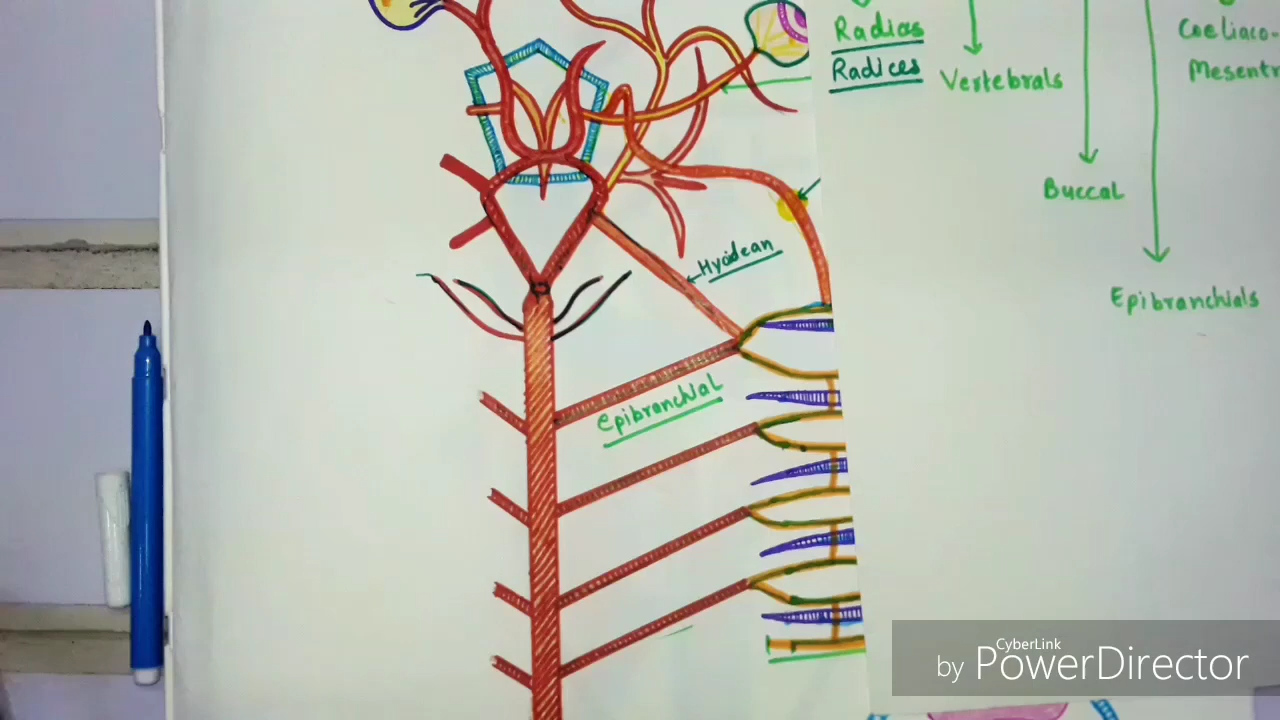 Radias
Radices
Vertebrals
Coeliaco-
Mesentr
Buccal
Epibranchials
Hyoidean
Epibranchial
CyberLink
by PowerDirector